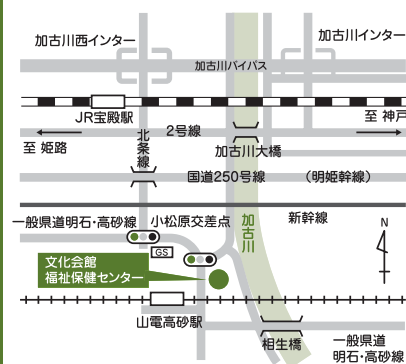 加古川西インター
加古川インター
加古川バイパス
JR宝殿駅
至 神戸
2号線
至 姫路
北条線
加古川大橋
国道250号線 (明姫幹線)
一般県道明石・高砂線
小松原交差点
加古川
新幹線
N
GS
文化会館
福祉保健センター
山電高砂駅
相生橋
一般県道
明石・高砂線